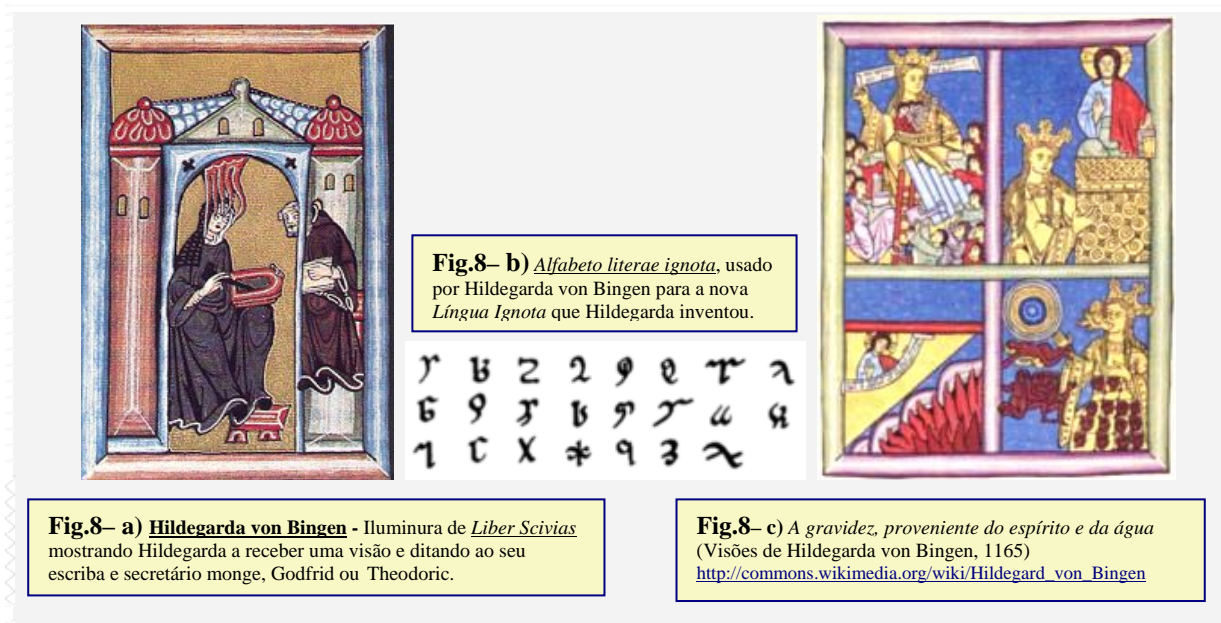 Fig.8– b) Alfabeto literae ignota, usado
por Hildegarda von Bingen para a nova
Língua Ignota que Hildegarda inventou.
Fig.8– a) Hildegarda von Bingen - Iluminura de Liber Scivias
mostrando Hildegarda a receber uma visão e ditando ao seu
escriba e secretário monge, Godfrid ou Theodoric.
Fig.8– c) A gravidez, proveniente do espírito e da água
(Visões de Hildegarda von Bingen, 1165)
http://commons.wikimedia.org/wiki/Hildegard_von_Bingen